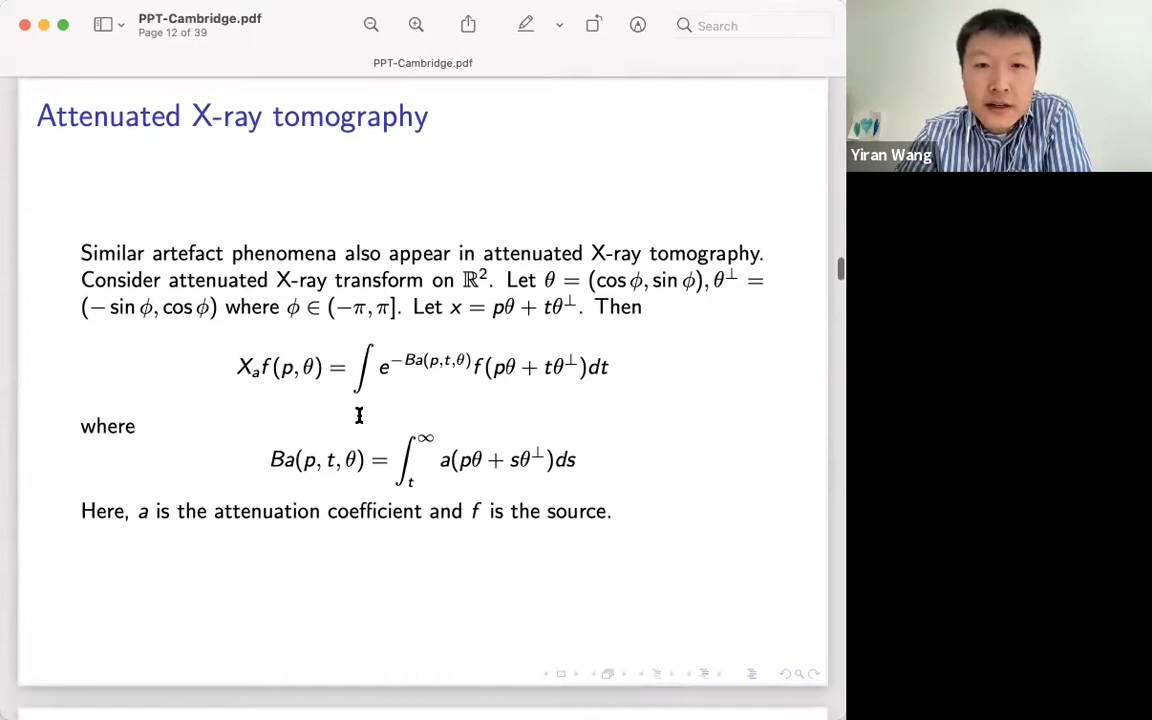 PPT-Cambridge.pdf
Page 12 of 39
Search
PPT-Cambridge.pdf
Attenuated X-ray tomography
Similar artefact phenomena also appear in attenuated X-ray tomography.
Consider attenuated X-ray transform on ℝ². Let θ = (cos ϕ, sin ϕ), θ⊥ =
(− sin ϕ, cos ϕ) where ϕ ∈ (−π, π]. Let x = pθ + tθ⊥. Then
Xₐf(p, θ) = ∫ e^{−Ba(p,t,θ)} f(pθ + tθ⊥)dt
where
Ba(p, t, θ) = ∫_t^∞ a(pθ + sθ⊥)ds
Here, a is the attenuation coefficient and f is the source.
Yiran Wang